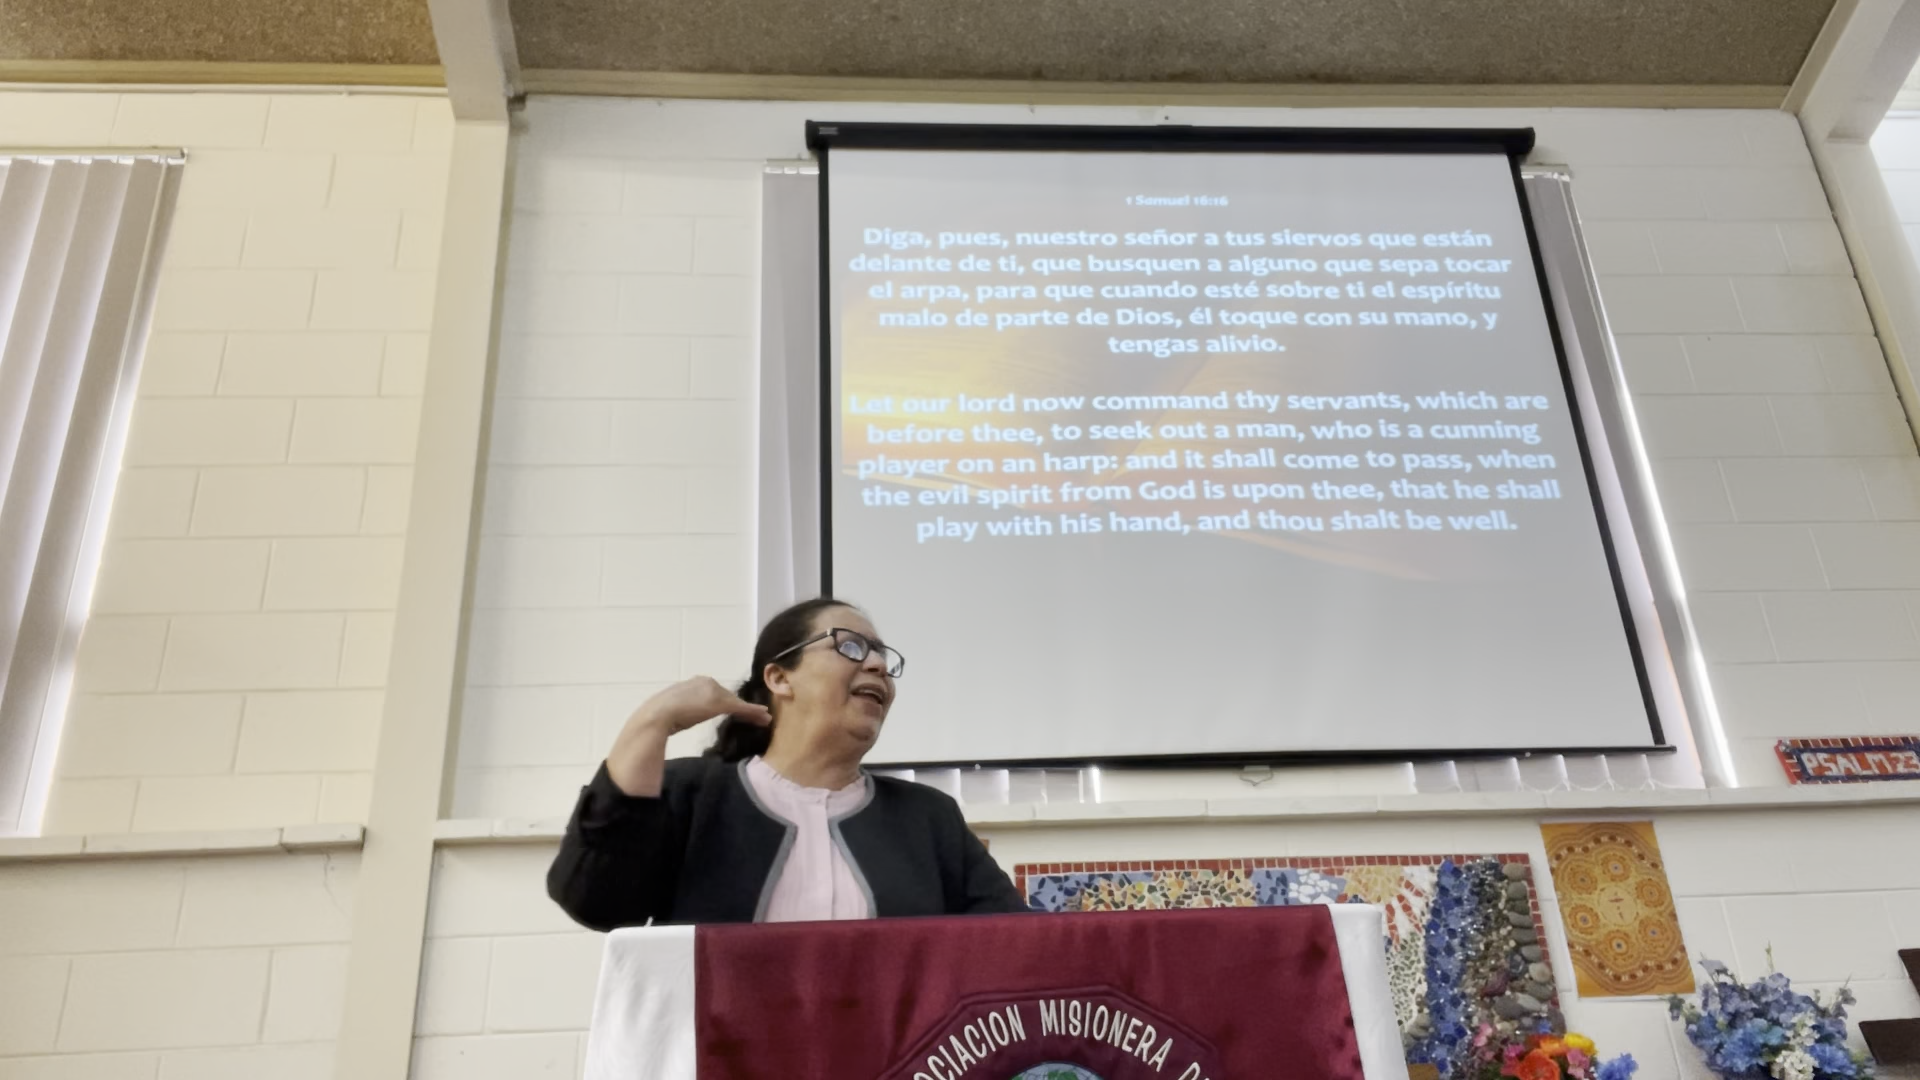 1 Samuel 16:16
Diga, pues, nuestro señor a tus siervos que están
delante de ti, que busquen a alguno que sepa tocar
el arpa, para que cuando esté sobre ti el espíritu
malo de parte de Dios, él toque con su mano, y
tengas alivio.
Let our lord now command thy servants, which are
before thee, to seek out a man, who is a cunning
player on an harp: and it shall come to pass, when
the evil spirit from God is upon thee, that he shall
play with his hand, and thou shalt be well.
PSALM 23
OCIACION MISIONERA D